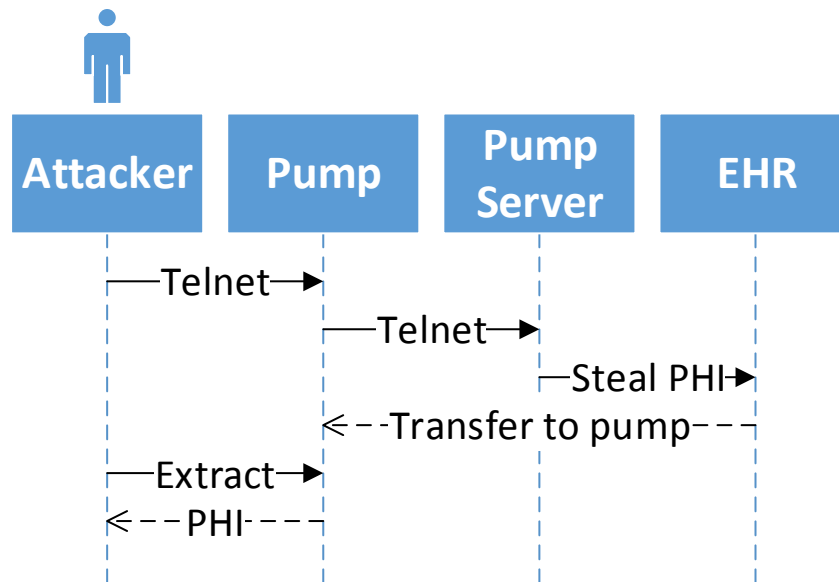 Attacker
Pump
Pump
Server
EHR
Telnet
Telnet
Steal PHI
Transfer to pump
Extract
PHI